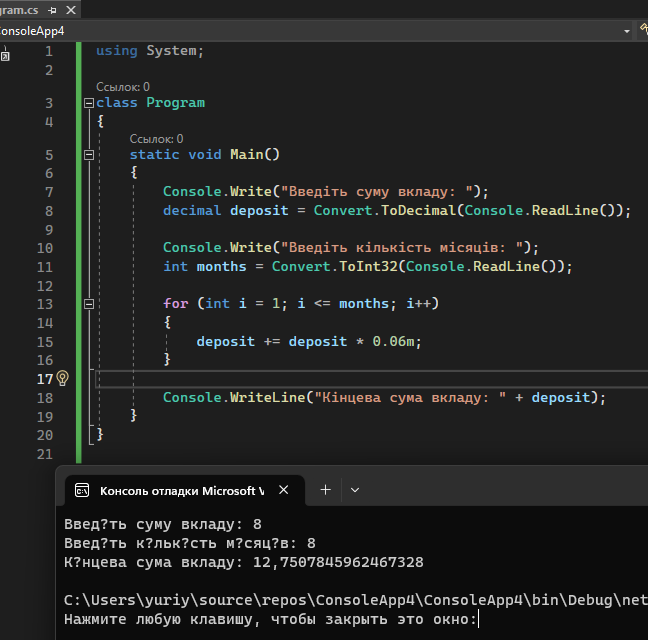 gram.cs
ConsoleApp4
1 using System;
2
Ссылок: 0
3 class Program
4 {
Ссылок: 0
5 static void Main()
6 {
7 Console.Write("Введіть суму вкладу: ");
8 decimal deposit = Convert.ToDecimal(Console.ReadLine());
9
10 Console.Write("Введіть кількість місяців: ");
11 int months = Convert.ToInt32(Console.ReadLine());
12
13 for (int i = 1; i <= months; i++)
14 {
15 deposit += deposit * 0.06m;
16 }
17
18 Console.WriteLine("Кінцева сума вкладу: " + deposit);
19 }
20 }
21
Консоль отладки Microsoft V
Введ?ть суму вкладу: 8
Введ?ть к?льк?сть м?сяц?в: 8
К?нцева сума вкладу: 12,7507845962467328
C:\Users\yuriy\source\repos\ConsoleApp4\ConsoleApp4\bin\Debug\net
Нажмите любую клавишу, чтобы закрыть это окно: